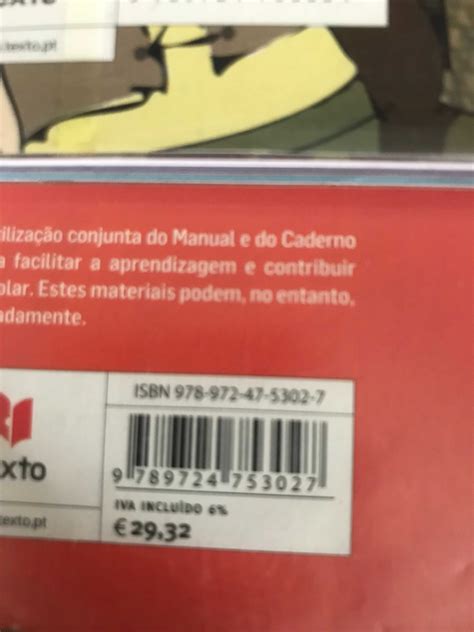 texto.pt
ilização conjunta do Manual e do Caderno
a facilitar a aprendizagem e contribuir
olar. Estes materiais podem, no entanto,
adamente.
ISBN 978-972-47-5302-7
exto
9 789724 753027
IVA INCLUÍDO 6%
€29,32
texto.pt